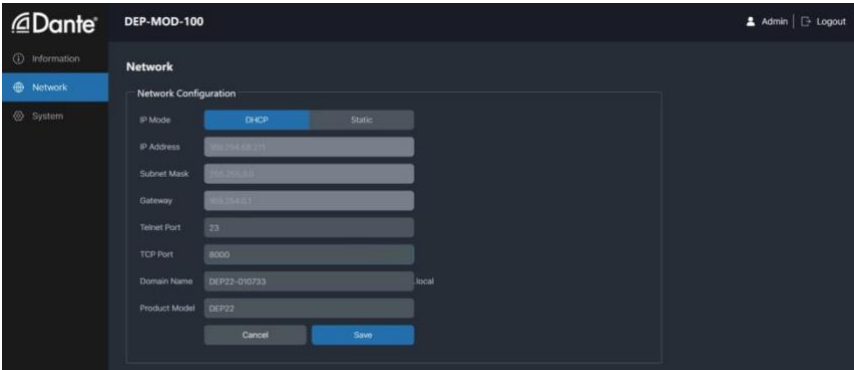 Dante®
DEP-MOD-100
Admin
Logout
Information
Network
System
Network
Network Configuration
IP Mode
DHCP
Static
IP Address
169.254.68.215
Subnet Mask
255.255.0.0
Gateway
169.254.0.1
Telnet Port
23
TCP Port
8000
Domain Name
DEP22-010733
.local
Product Model
DEP22
Cancel
Save